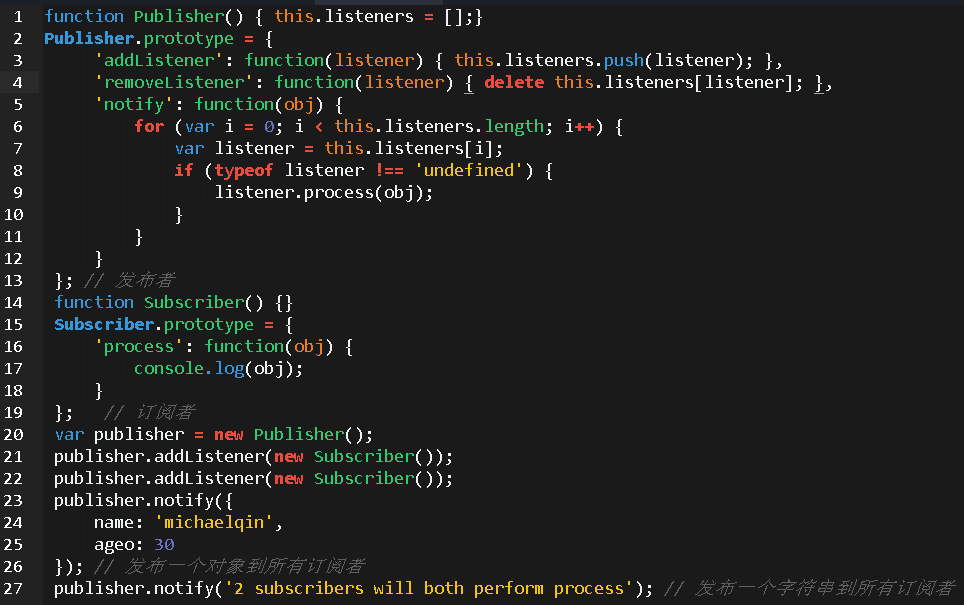 1 function Publisher() { this.listeners = [];}
2 Publisher.prototype = {
3 'addListener': function(listener) { this.listeners.push(listener); },
4 'removeListener': function(listener) { delete this.listeners[listener]; },
5 'notify': function(obj) {
6 for (var i = 0; i < this.listeners.length; i++) {
7 var listener = this.listeners[i];
8 if (typeof listener !== 'undefined') {
9 listener.process(obj);
10 }
11 }
12 }
13 }; // 发布者
14 function Subscriber() {}
15 Subscriber.prototype = {
16 'process': function(obj) {
17 console.log(obj);
18 }
19 }; // 订阅者
20 var publisher = new Publisher();
21 publisher.addListener(new Subscriber());
22 publisher.addListener(new Subscriber());
23 publisher.notify({
24 name: 'michaelqin',
25 ageo: 30
26 }); // 发布一个对象到所有订阅者
27 publisher.notify('2 subscribers will both perform process'); // 发布一个字符串到所有订阅者